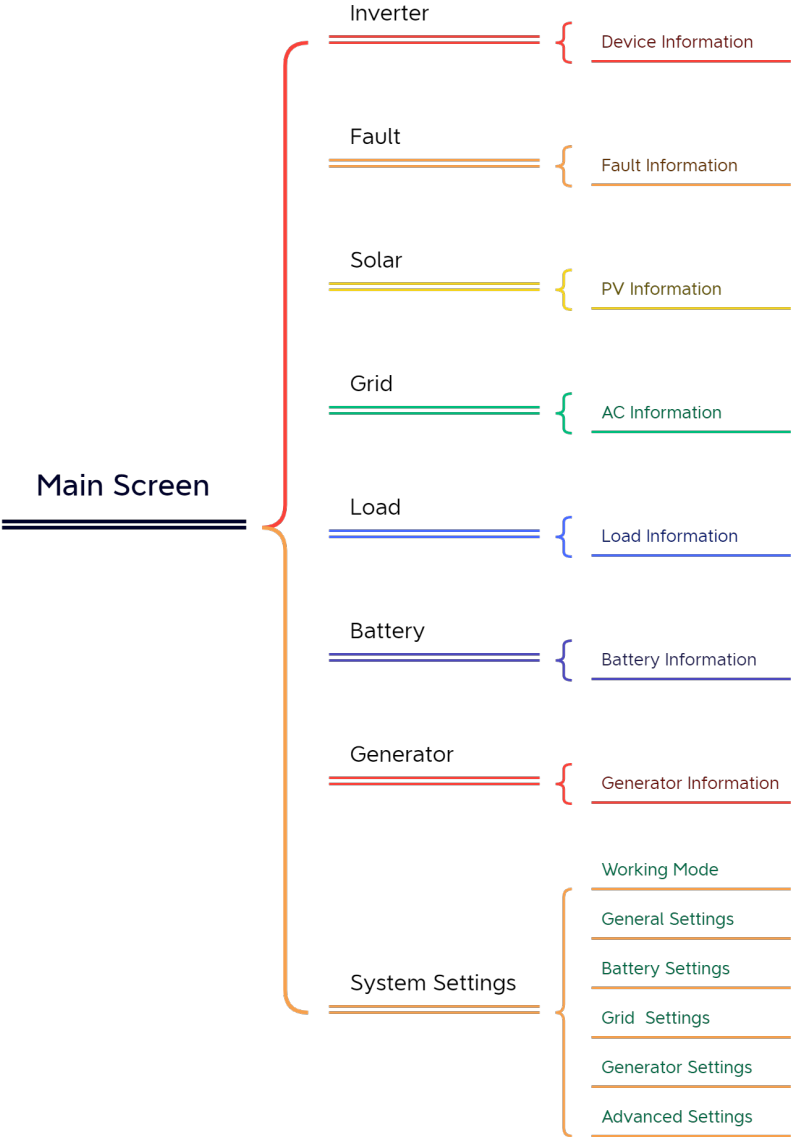 Inverter
Device Information
Fault
Fault Information
Solar
PV Information
Grid
AC Information
Main Screen
Load
Load Information
Battery
Battery Information
Generator
Generator Information
System Settings
Working Mode
General Settings
Battery Settings
Grid  Settings
Generator Settings
Advanced Settings